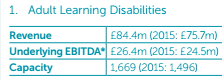 1. Adult Learning Disabilities
Revenue £84.4m (2015: £75.7m)
Underlying EBITDA* £26.4m (2015: £24.5m)
Capacity 1,669 (2015: 1,496)